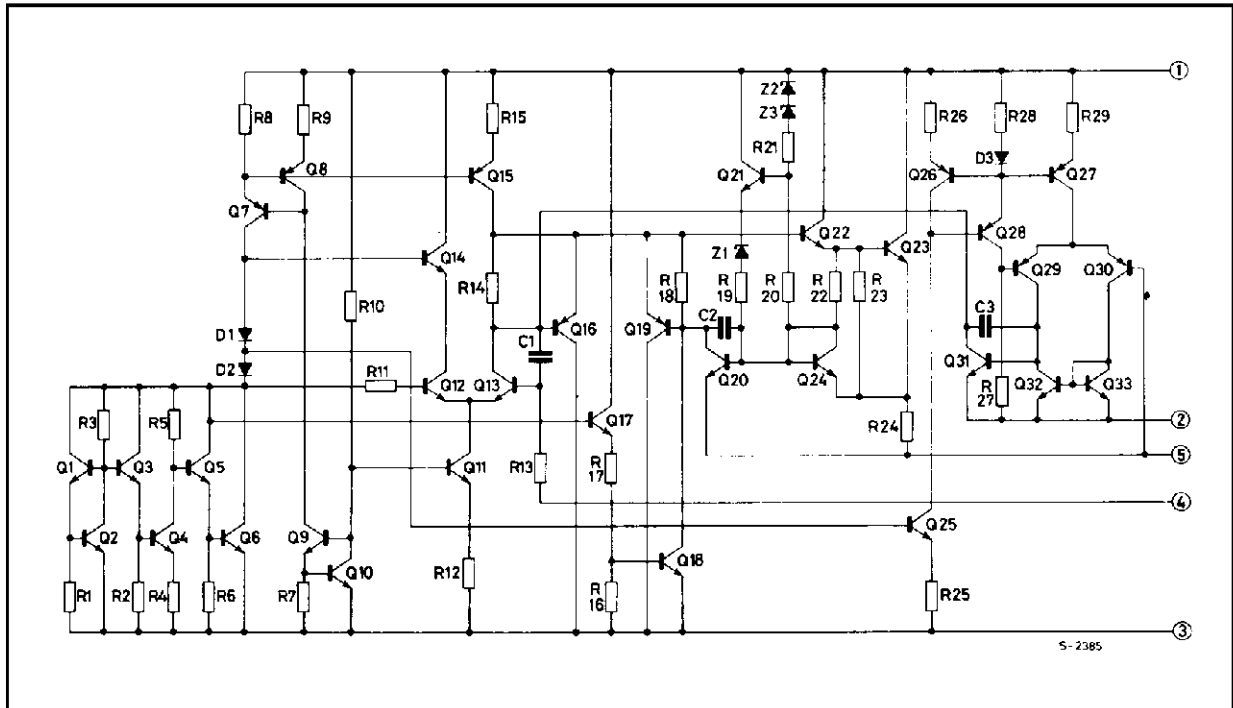 ①
Z2
Z3
R8
R9
R15
R26
R28
R29
R21
D3
Q8
Q15
Q21
Q26
Q27
Q7
Q22
Q23
Q28
Q14
Z1
Q29
Q30
R14
R
18
R
19
R
20
R
22
R
23
R10
D1
C1
Q16
Q19
C2
C3
D2
R11
Q12
Q13
Q20
Q24
Q31
Q32
Q33
R
27
R3
R5
Q17
R24
②
Q1
Q3
Q5
Q11
R13
R
17
⑤
④
Q2
Q4
Q6
Q9
Q25
Q10
Q18
R12
R1
R2
R4
R6
R7
R
16
R25
③
S-2385